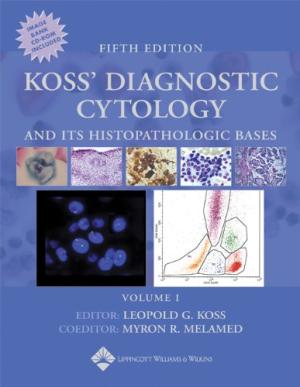 IMAGE
BANK
CD-ROM
INCLUDED
FIFTH EDITION
KOSS' DIAGNOSTIC
CYTOLOGY
AND ITS HISTOPATHOLOGIC BASES
VOLUME I
EDITOR: LEOPOLD G. KOSS
COEDITOR: MYRON R. MELAMED
LIPPINCOTT WILLIAMS & WILKINS